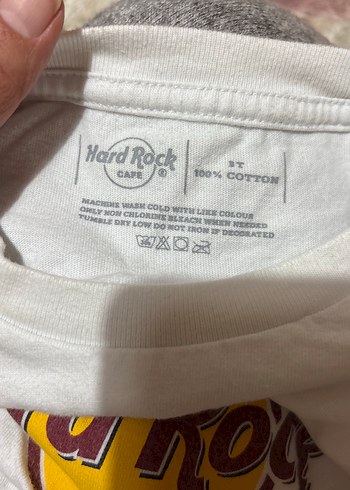 Hard Rock
CAFE ®
3T
100% COTTON
MACHINE WASH COLD WITH LIKE COLOUR
ONLY NON CHLORINE BLEACH WHEN NEEDED
TUMBLE DRY LOW DO NOT IRON IF DECORATED
d Roc